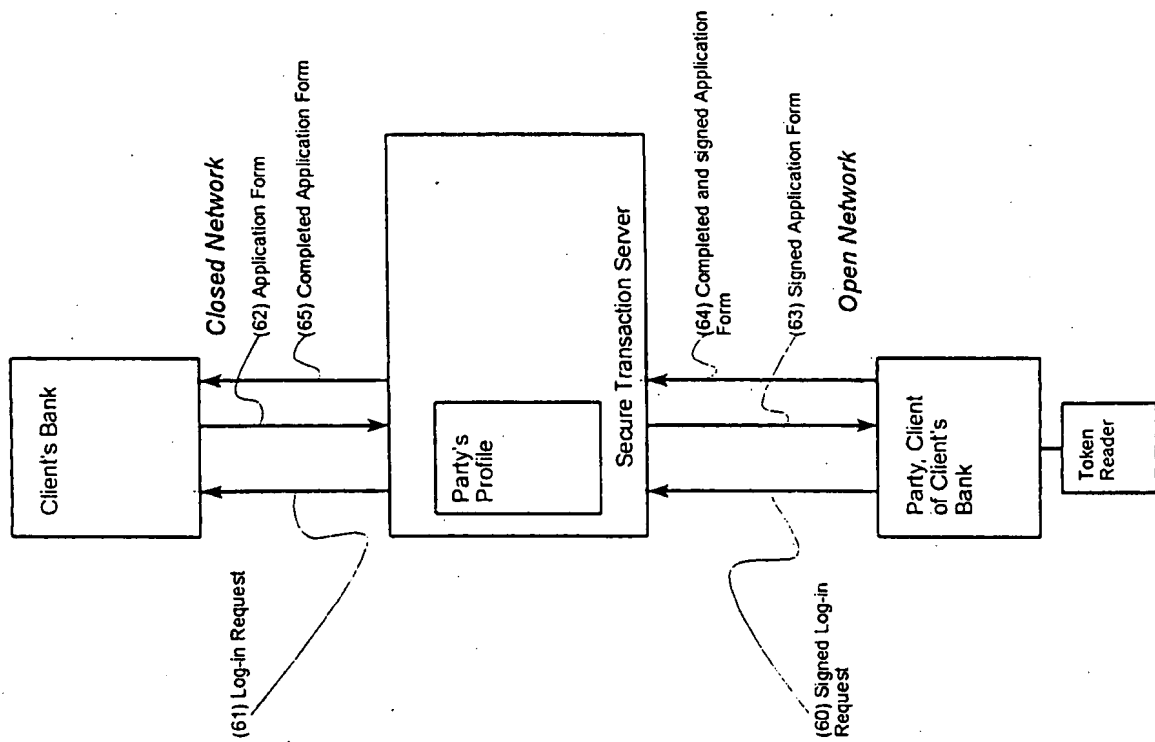 Client's Bank
Closed Network
(62) Application Form
(65) Completed Application Form
(61) Log-in Request
Party's
Profile
Secure Transaction Server
(64) Completed and signed Application
Form
(63) Signed Application Form
Open Network
(60) Signed Log-in
Request
Party, Client
of Client's
Bank
Token
Reader